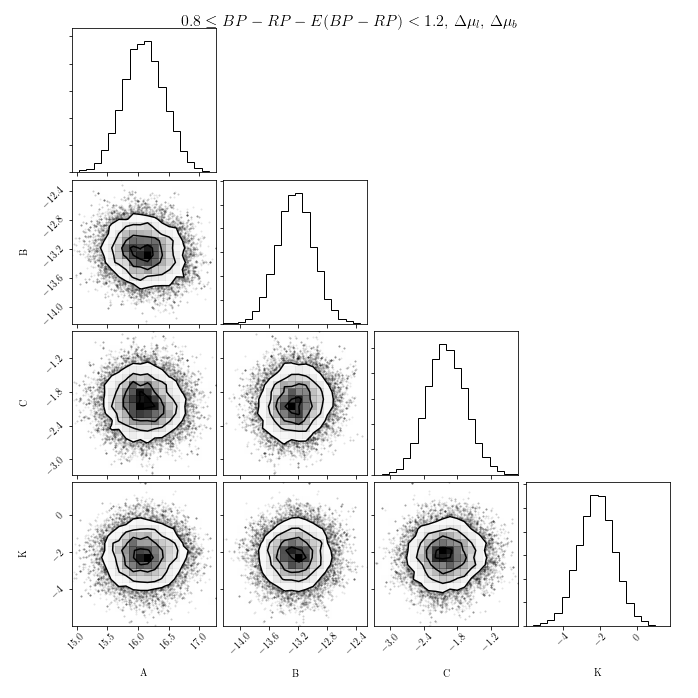 0.8 ≤ BP − RP − E(BP − RP) < 1.2, Δμ_l, Δμ_b
−12.4
−12.8
−13.2
−13.6
−14.0
B
−1.2
−1.8
−2.4
−3.0
C
0
−2
−4
K
15.0 15.5 16.0 16.5 17.0
−14.0 −13.6 −13.2 −12.8 −12.4
−3.0 −2.4 −1.8 −1.2
−4 −2 0
A B C K